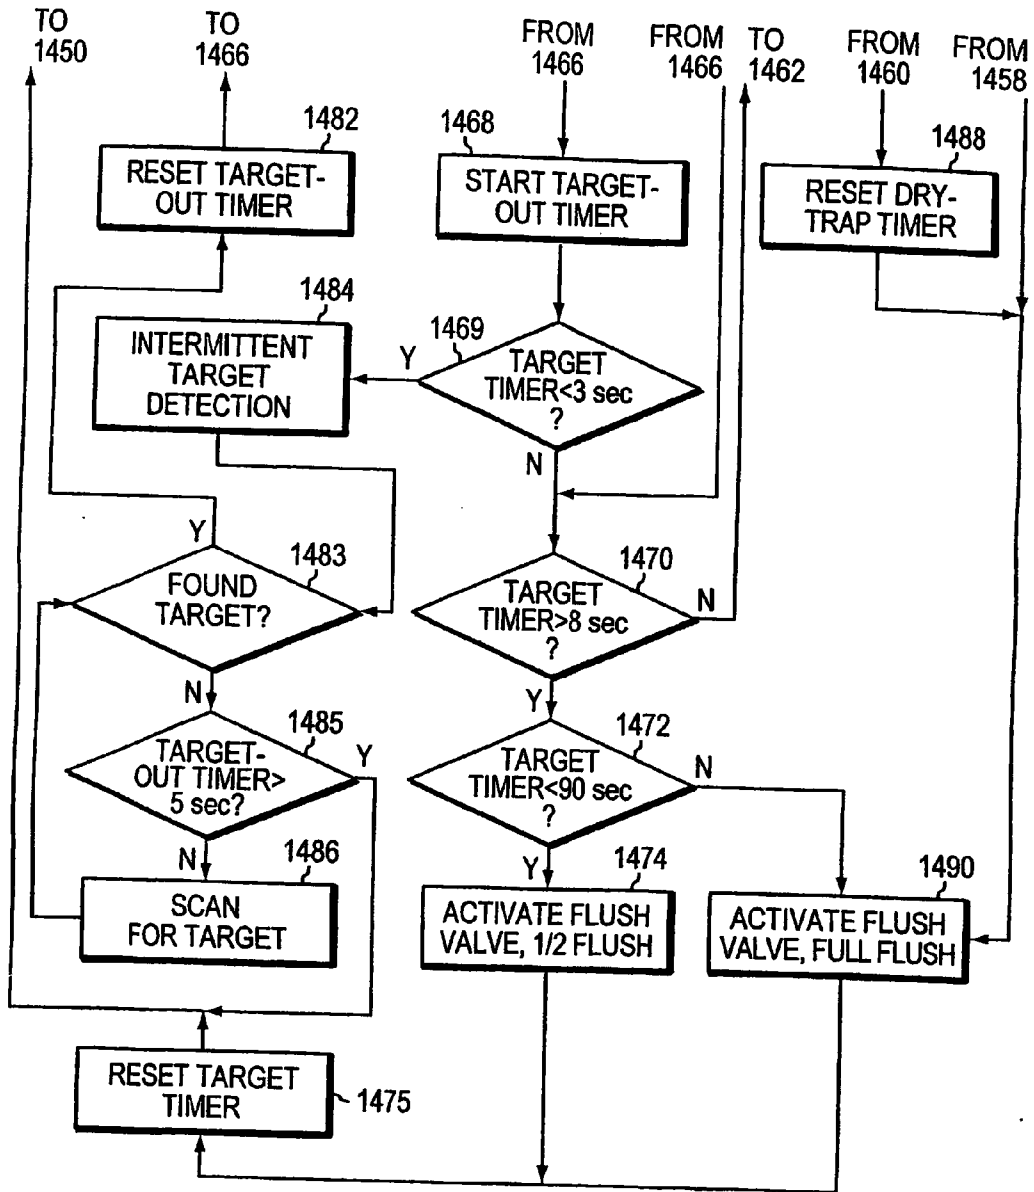 TO
1450
TO
1466
FROM
1466
FROM
1466
TO
1462
FROM
1460
FROM
1458
1482
RESET TARGET-
OUT TIMER
1468
START TARGET-
OUT TIMER
1488
RESET DRY-
TRAP TIMER
1484
INTERMITTENT
TARGET
DETECTION
1469
Y
TARGET
TIMER<3 sec
?
N
Y
1483
FOUND
TARGET?
N
1470
TARGET
TIMER>8 sec
?
N
Y
1485
TARGET-
OUT TIMER>
5 sec?
Y
N
1472
TARGET
TIMER<90 sec
?
N
Y
1486
SCAN
FOR TARGET
1474
ACTIVATE FLUSH
VALVE, 1/2 FLUSH
1490
ACTIVATE FLUSH
VALVE, FULL FLUSH
RESET TARGET
TIMER
1475